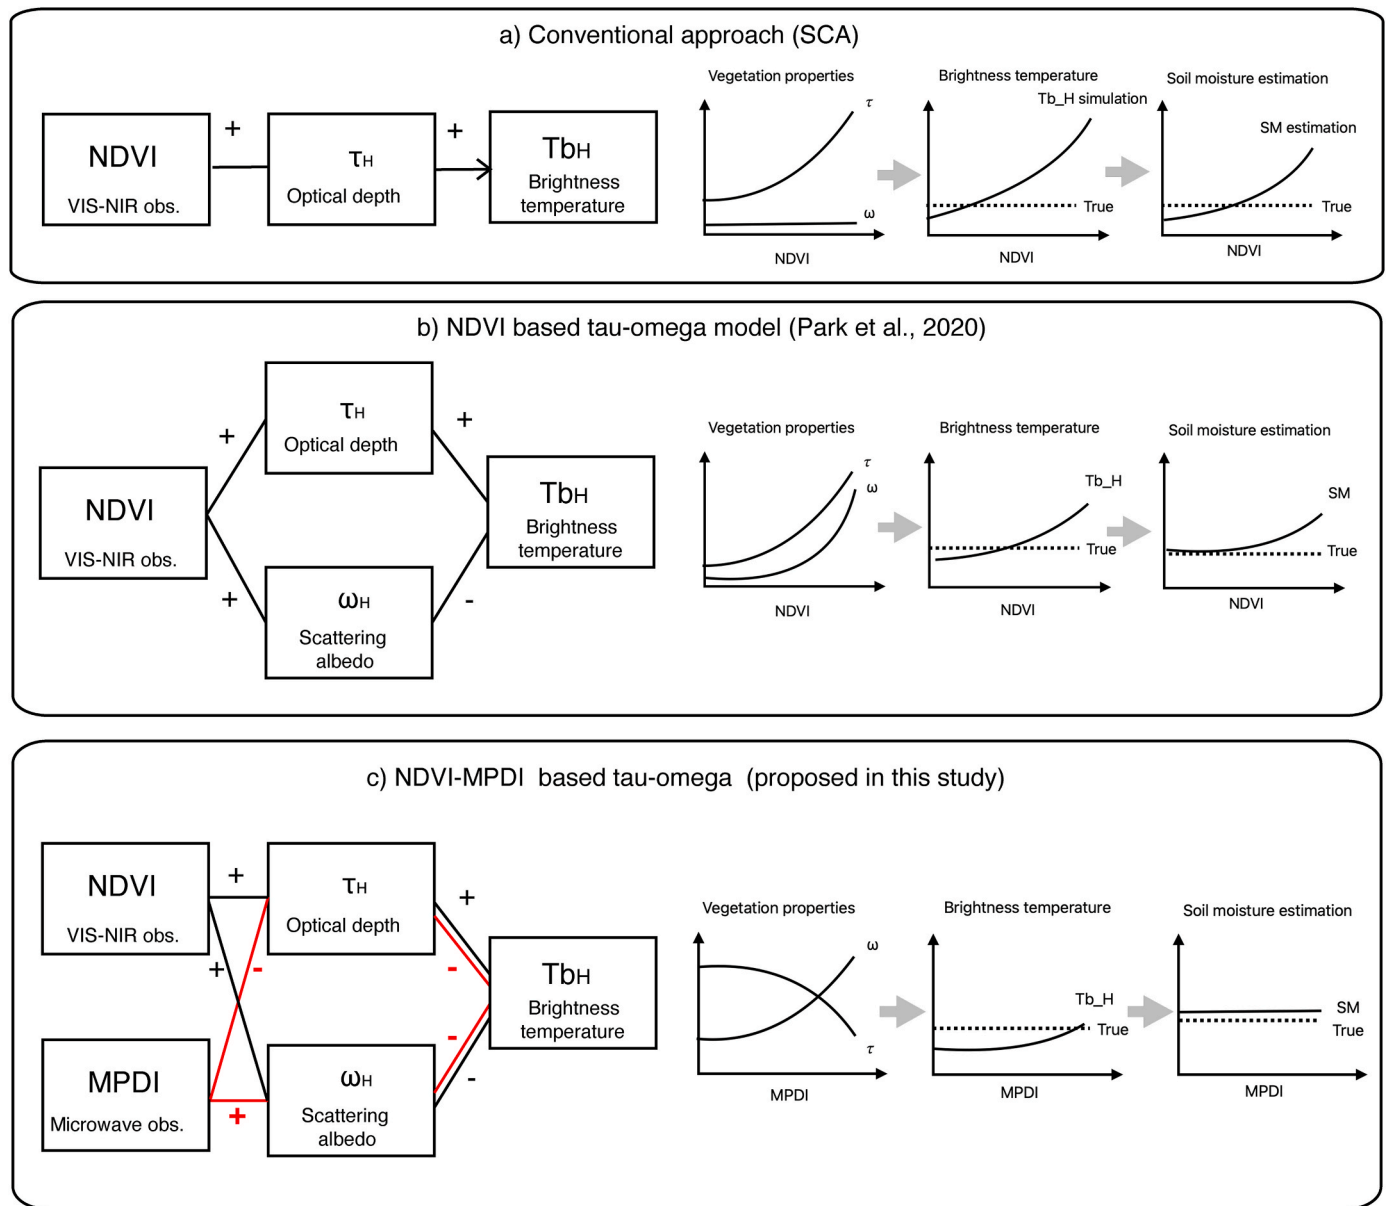 a) Conventional approach (SCA)
NDVI
VIS-NIR obs.
+
τH
Optical depth
+
TbH
Brightness
temperature
Vegetation properties
τ
ω
NDVI
Brightness temperature
Tb_H simulation
True
NDVI
Soil moisture estimation
SM estimation
True
NDVI
b) NDVI based tau-omega model (Park et al., 2020)
NDVI
VIS-NIR obs.
+
+
τH
Optical depth
ωH
Scattering
albedo
+
-
TbH
Brightness
temperature
Vegetation properties
τ
ω
NDVI
Brightness temperature
Tb_H
True
NDVI
Soil moisture estimation
SM
True
NDVI
c) NDVI-MPDI based tau-omega (proposed in this study)
NDVI
VIS-NIR obs.
MPDI
Microwave obs.
+
+
-
+
τH
Optical depth
ωH
Scattering
albedo
+
-
-
-
TbH
Brightness
temperature
Vegetation properties
ω
τ
MPDI
Brightness temperature
Tb_H
True
MPDI
Soil moisture estimation
SM
True
MPDI